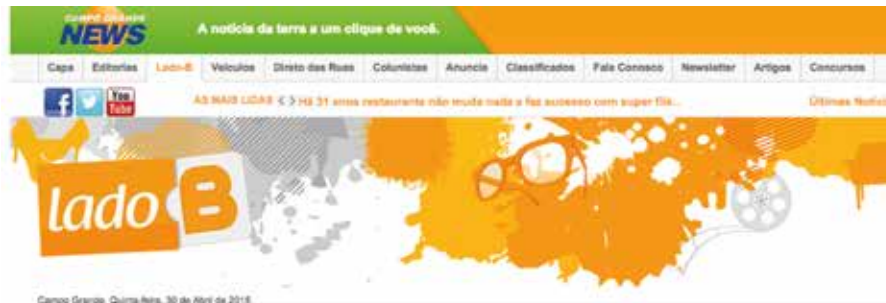 CAMPO GRANDE
NEWS
A notícia da terra a um clique de você.
Capa Editorias Lado-B Veículos Direto das Ruas Colunistas Anuncie Classificados Fale Conosco Newsletter Artigos Concursos
f You Tube AS MAIS LIDAS < > Há 31 anos restaurante não muda nada e faz sucesso com super filé... Últimas Notíci
lado B
Campo Grande, Quinta-feira, 30 de Abril de 2015